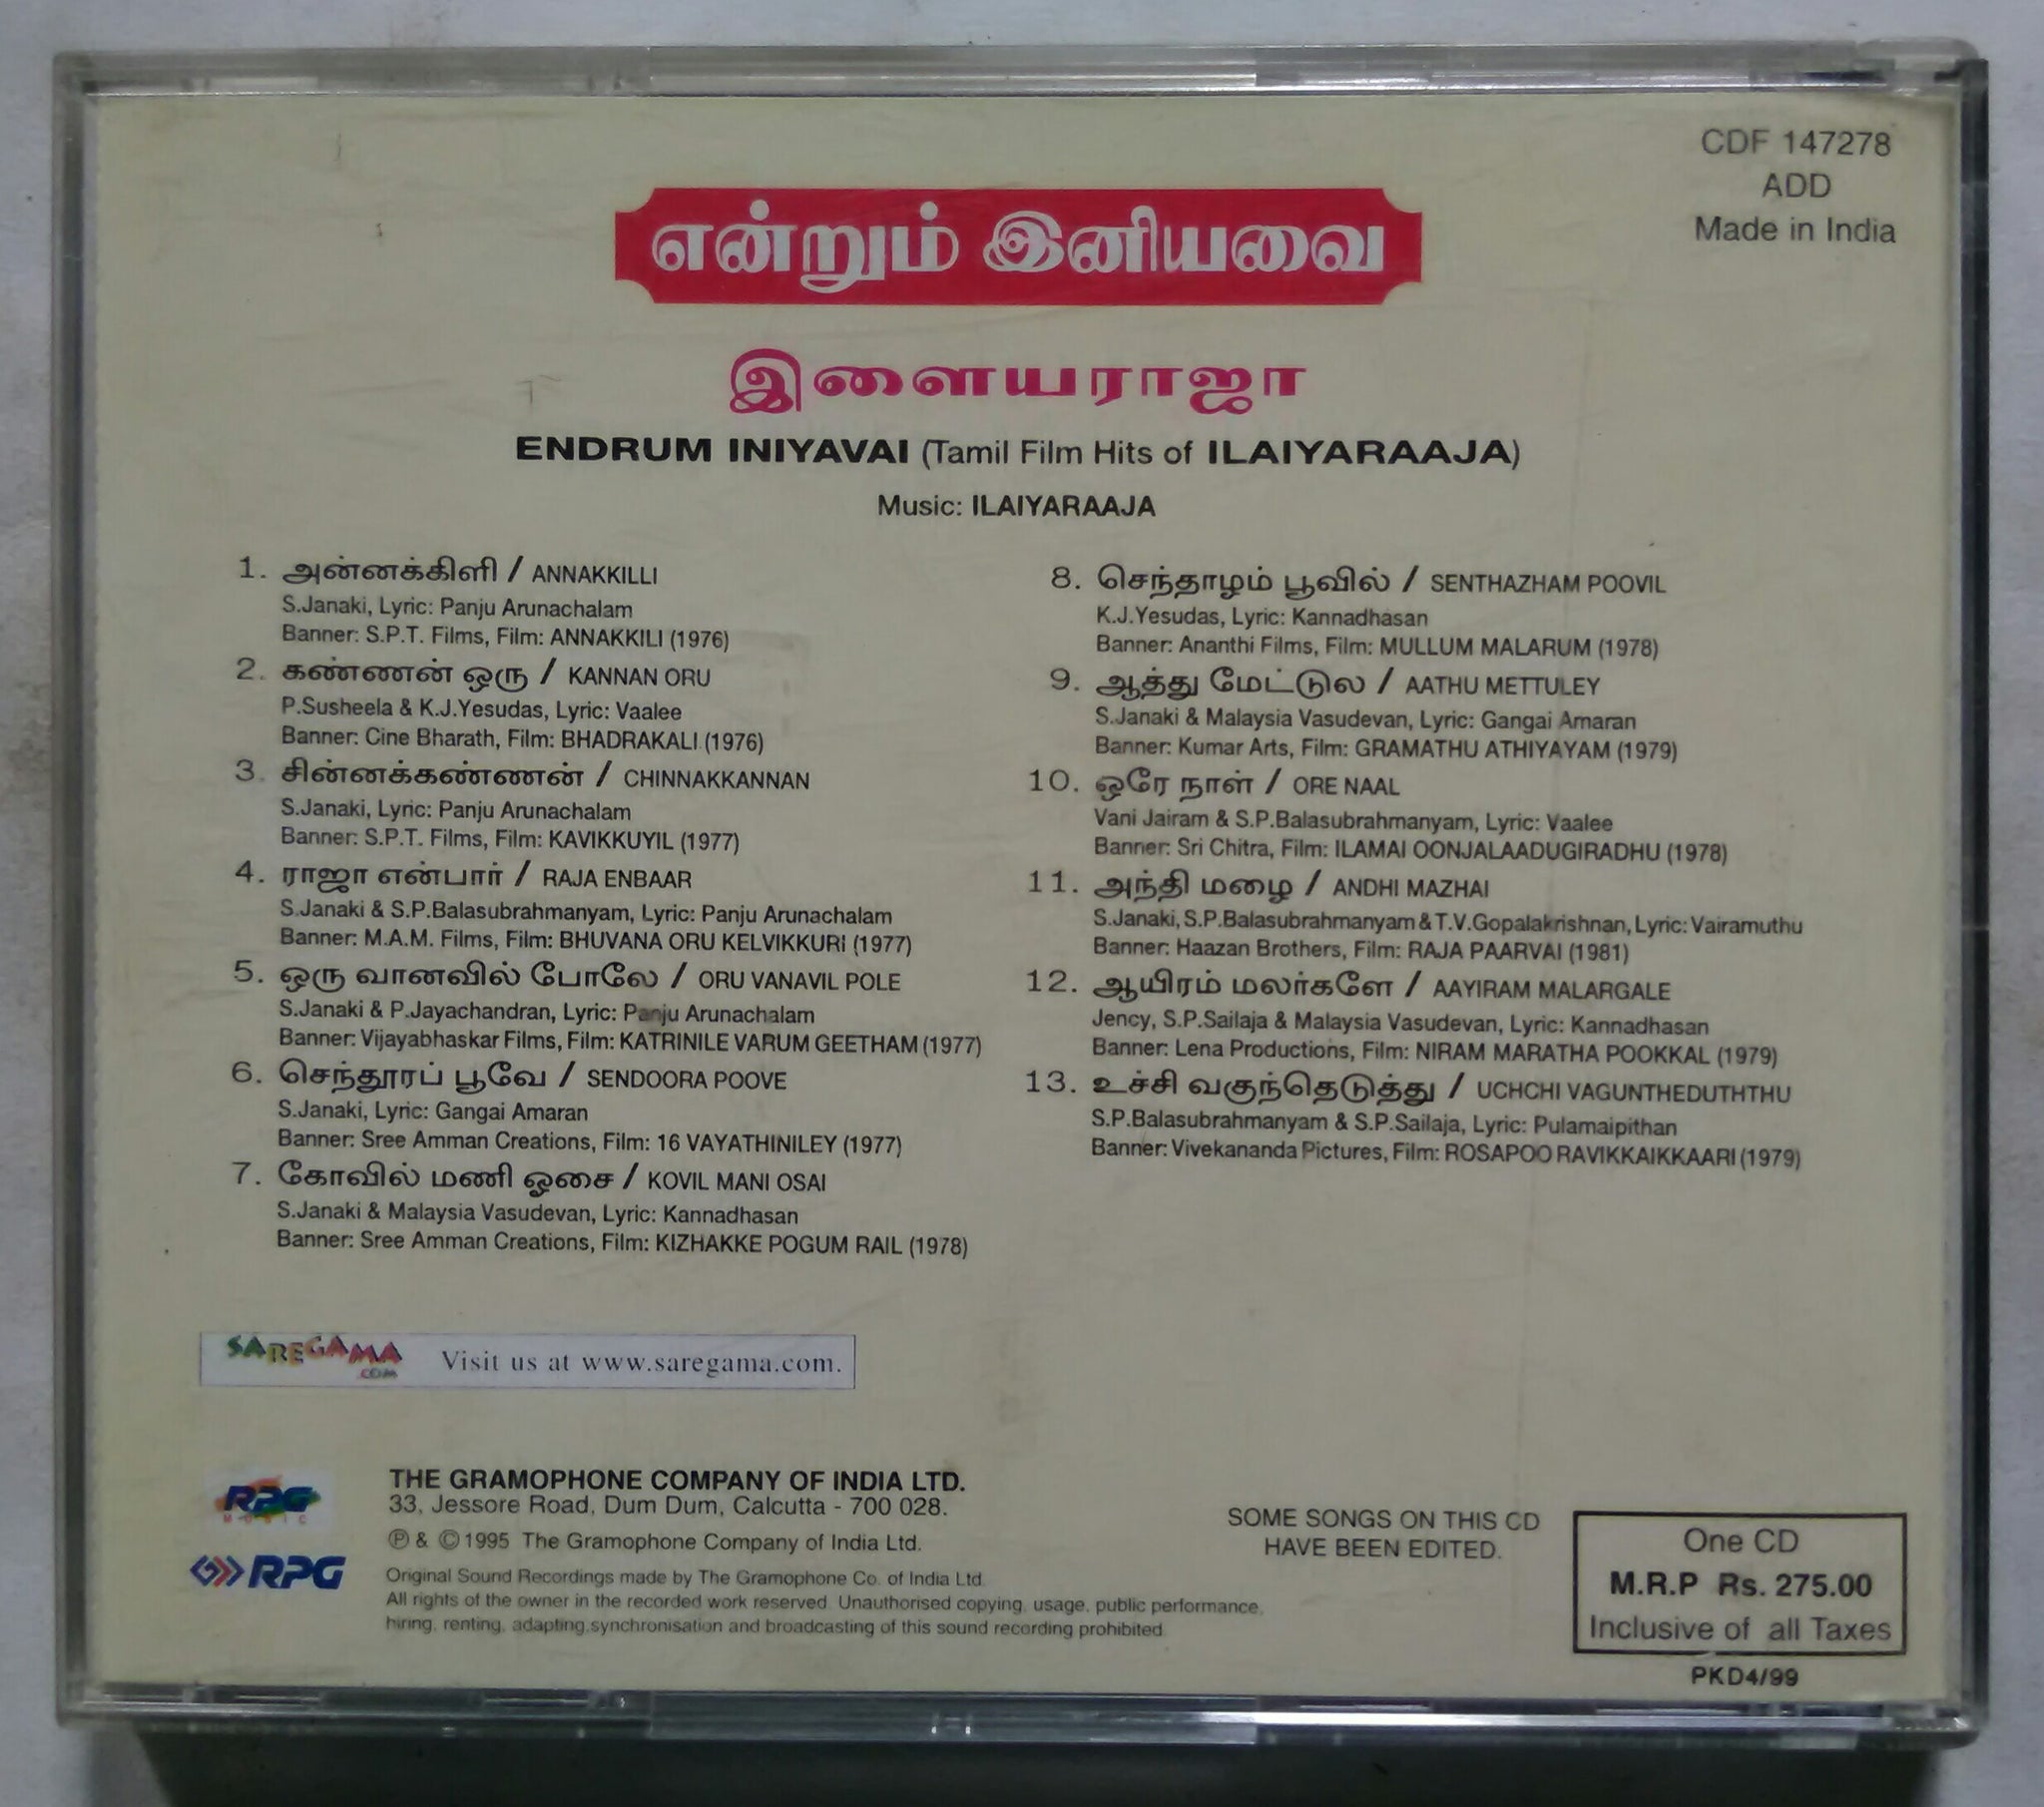 CDF 147278
ADD
Made in India
என்றும் இனியவை
இளையராஜா
ENDRUM INIYAVAI (Tamil Film Hits of ILAIYARAAJA)
Music: ILAIYARAAJA
1. அன்னக்கிளி / ANNAKKILLI
S.Janaki, Lyric: Panju Arunachalam
Banner: S.P.T. Films, Film: ANNAKKILI (1976)
2. கண்ணன் ஒரு / KANNAN ORU
P.Susheela & K.J.Yesudas, Lyric: Vaalee
Banner: Cine Bharath, Film: BHADRAKALI (1976)
3. சின்னக்கண்ணன் / CHINNAKKANNAN
S.Janaki, Lyric: Panju Arunachalam
Banner: S.P.T. Films, Film: KAVIKKUYIL (1977)
4. ராஜா என்பார் / RAJA ENBAAR
S.Janaki & S.P.Balasubrahmanyam, Lyric: Panju Arunachalam
Banner: M.A.M. Films, Film: BHUVANA ORU KELVIKKURI (1977)
5. ஒரு வானவில் போலே / ORU VANAVIL POLE
S.Janaki & P.Jayachandran, Lyric: Panju Arunachalam
Banner: Vijayabhaskar Films, Film: KATRINILE VARUM GEETHAM (1977)
6. செந்தூரப் பூவே / SENDOORA POOVE
S.Janaki, Lyric: Gangai Amaran
Banner: Sree Amman Creations, Film: 16 VAYATHINILEY (1977)
7. கோவில் மணி ஓசை / KOVIL MANI OSAI
S.Janaki & Malaysia Vasudevan, Lyric: Kannadhasan
Banner: Sree Amman Creations, Film: KIZHAKKE POGUM RAIL (1978)
8. செந்தாழம் பூவில் / SENTHAZHAM POOVIL
K.J.Yesudas, Lyric: Kannadhasan
Banner: Ananthi Films, Film: MULLUM MALARUM (1978)
9. ஆத்து மேட்டுல / AATHU METTULEY
S.Janaki & Malaysia Vasudevan, Lyric: Gangai Amaran
Banner: Kumar Arts, Film: GRAMATHU ATHIYAYAM (1979)
10. ஒரே நாள் / ORE NAAL
Vani Jairam & S.P.Balasubrahmanyam, Lyric: Vaalee
Banner: Sri Chitra, Film: ILAMAI OONJALAADUGIRADHU (1978)
11. அந்தி மழை / ANDHI MAZHAI
S.Janaki, S.P.Balasubrahmanyam & T.V.Gopalakrishnan, Lyric: Vairamuthu
Banner: Haazan Brothers, Film: RAJA PAARVAI (1981)
12. ஆயிரம் மலர்களே / AAYIRAM MALARGALE
Jency, S.P.Sailaja & Malaysia Vasudevan, Lyric: Kannadhasan
Banner: Lena Productions, Film: NIRAM MARATHA POOKKAL (1979)
13. உச்சி வகுந்தெடுத்து / UCHCHI VAGUNTHEDUTHTHU
S.P.Balasubrahmanyam & S.P.Sailaja, Lyric: Pulamaipithan
Banner: Vivekananda Pictures, Film: ROSAPOO RAVIKKAIKKAARI (1979)
SAREGAMA.COM Visit us at www.saregama.com.
RPG MUSIC
RPG
THE GRAMOPHONE COMPANY OF INDIA LTD.
33, Jessore Road, Dum Dum, Calcutta - 700 028.
℗ & © 1995 The Gramophone Company of India Ltd.
Original Sound Recordings made by The Gramophone Co. of India Ltd.
All rights of the owner in the recorded work reserved. Unauthorised copying, usage, public performance,
hiring, renting, adapting, synchronisation and broadcasting of this sound recording prohibited
SOME SONGS ON THIS CD
HAVE BEEN EDITED.
One CD
M.R.P Rs. 275.00
Inclusive of all Taxes
PKD4/99